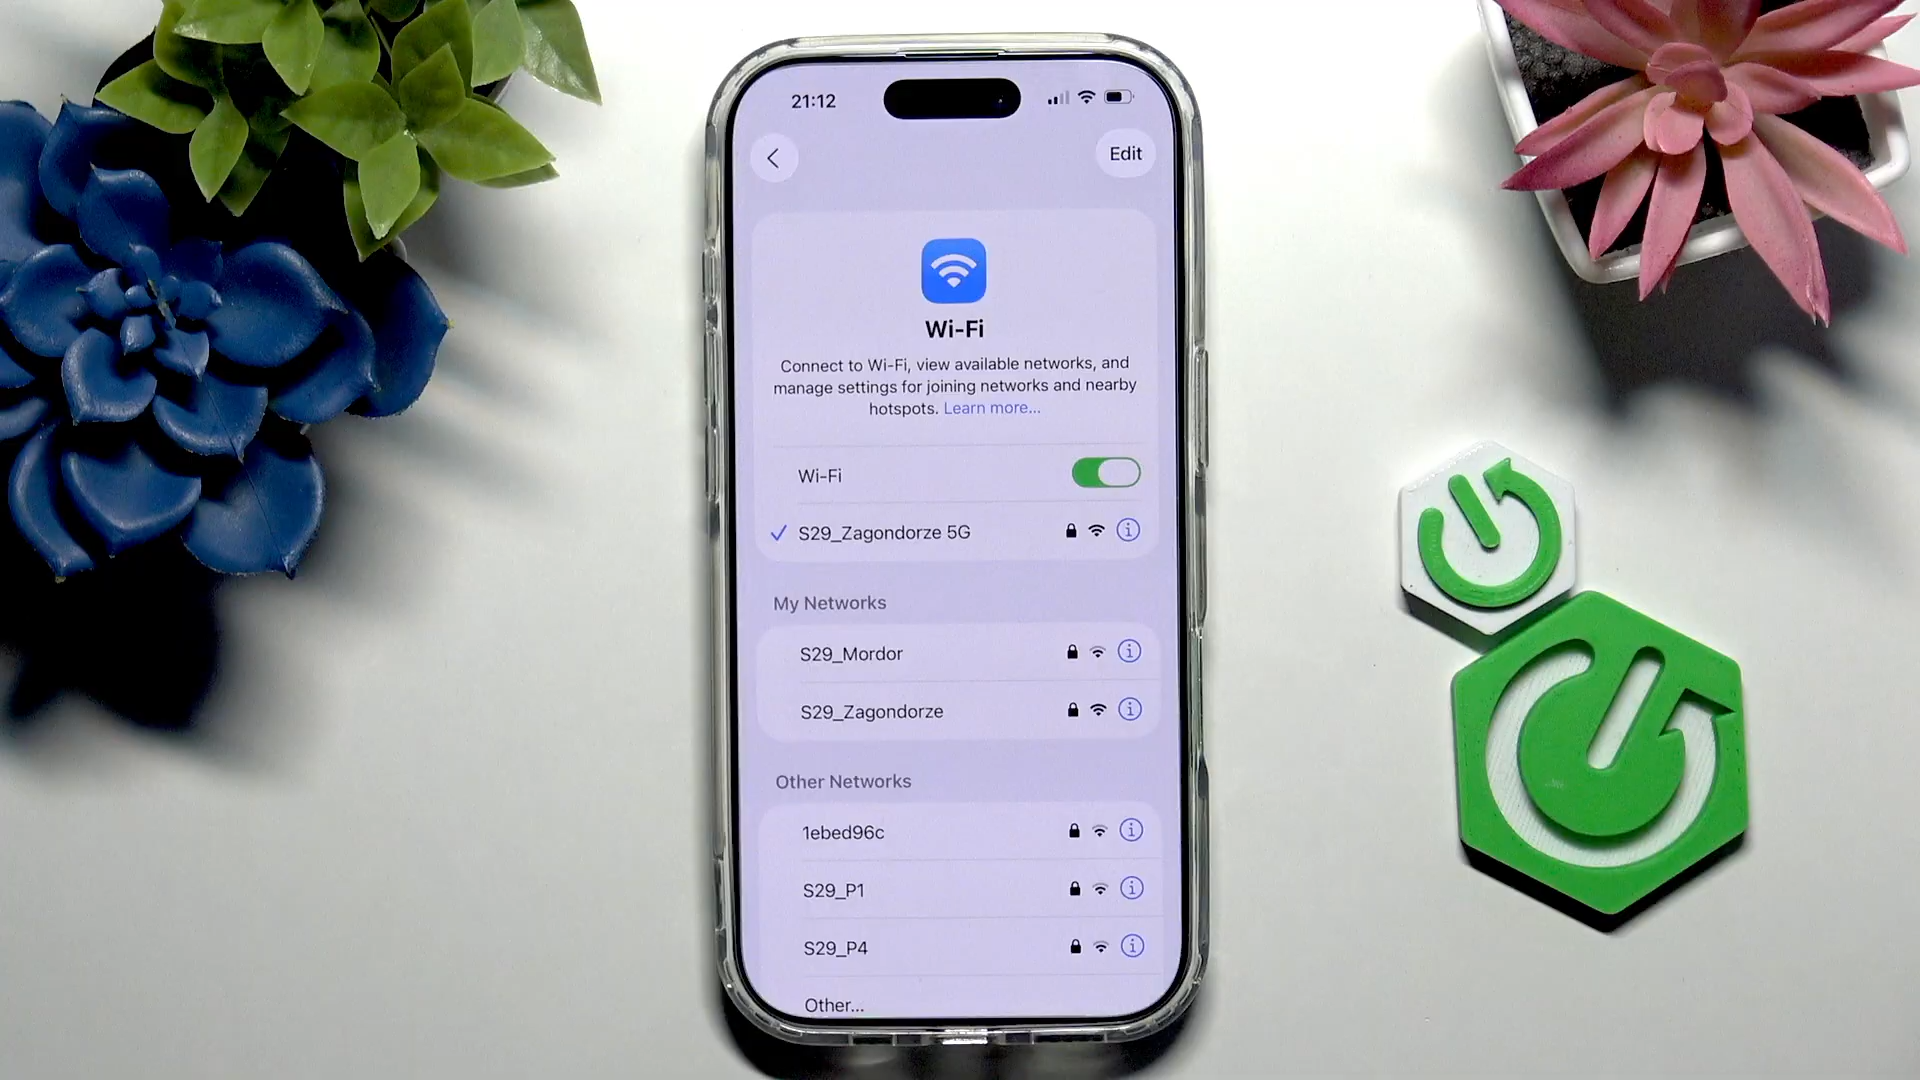 21:12
Edit
Wi-Fi
Connect to Wi-Fi, view available networks, and
manage settings for joining networks and nearby
hotspots. Learn more...
Wi-Fi
S29_Zagondorze 5G
My Networks
S29_Mordor
S29_Zagondorze
Other Networks
1ebed96c
S29_P1
S29_P4
Other...